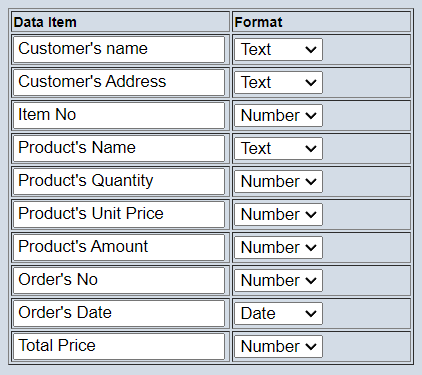 Data Item Format
Customer's name Text
Customer's Address Text
Item No Number
Product's Name Text
Product's Quantity Number
Product's Unit Price Number
Product's Amount Number
Order's No Number
Order's Date Date
Total Price Number